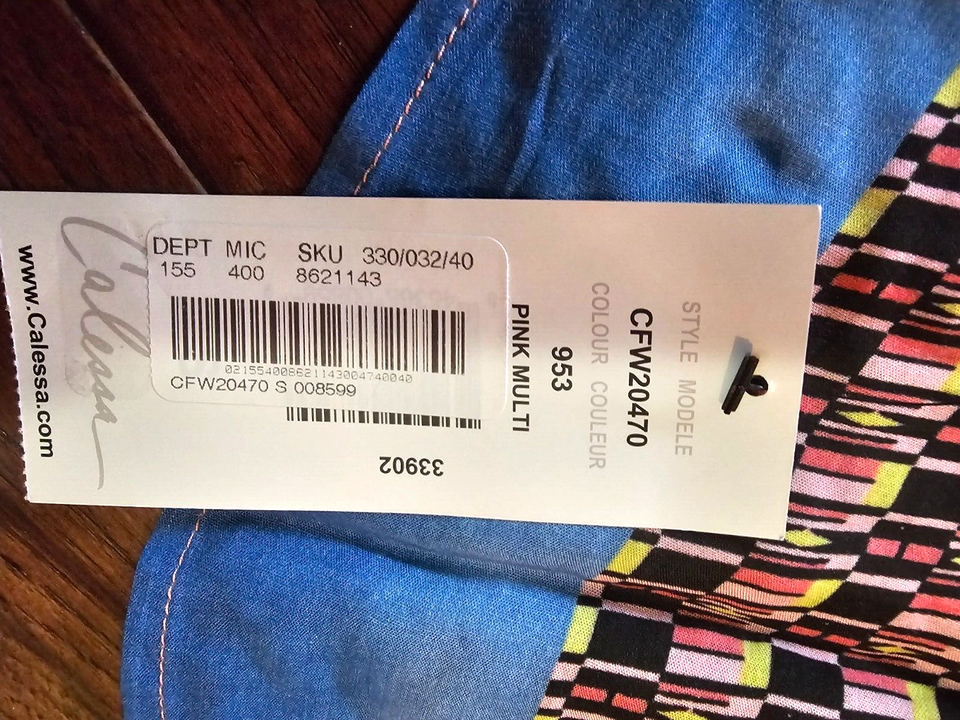 STYLE MODELE
CFW20470
COLOUR COULEUR
953
PINK MULTI
33902
DEPT MIC SKU 330/032/40
155 400 8621143
021554008621143004740040
CFW20470 S 008599
Calessa
www.Calessa.com